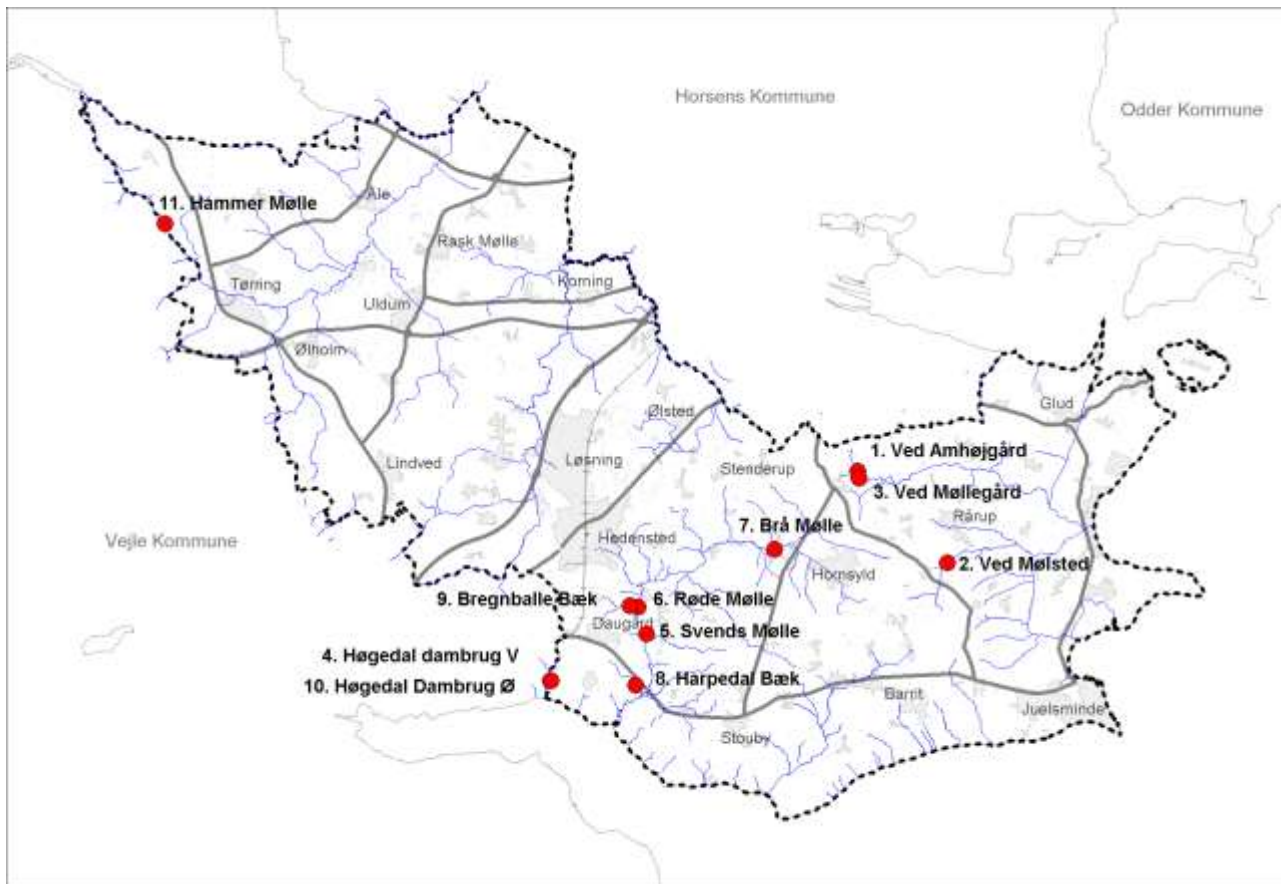 Horsens Kommune
Odder Kommune
11. Hammer Mølle
Åle
Rask Mølle
Tørring
Uldum
Korning
Ølholm
Glud
Ølsted
Lindved
Løsning
Stenderup
1. Ved Amhøjgård
3. Ved Møllegård
Rårup
7. Brå Mølle
Vejle Kommune
Hedensted
Hornsyld
2. Ved Mølsted
9. Bregnballe Bæk
6. Røde Mølle
Daugård
5. Svends Mølle
4. Høgedal dambrug V
10. Høgedal Dambrug Ø
8. Harpedal Bæk
Barrit
Juelsminde
Stouby